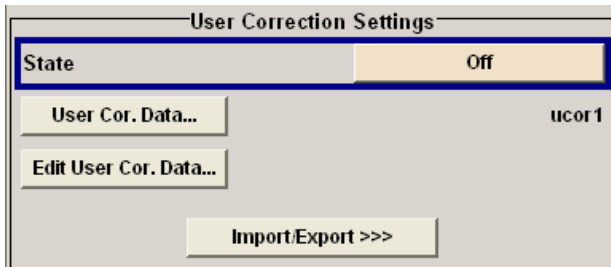 User Correction Settings
State Off
User Cor. Data... ucor1
Edit User Cor. Data...
Import/Export >>>